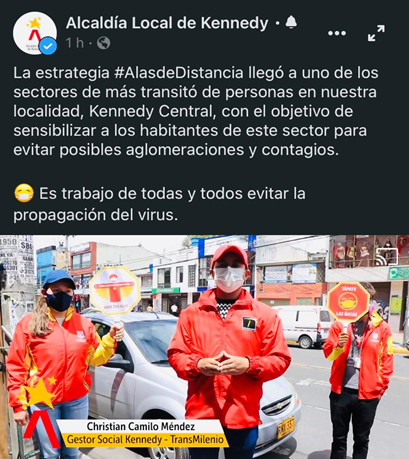 Alcaldía Local de Kennedy
1 h
La estrategia #AlasdeDistancia llegó a uno de los
sectores de más transitó de personas en nuestra
localidad, Kennedy Central, con el objetivo de
sensibilizar a los habitantes de este sector para
evitar posibles aglomeraciones y contagios.
Es trabajo de todas y todos evitar la
propagación del virus.
Christian Camilo Méndez
Gestor Social Kennedy - TransMilenio